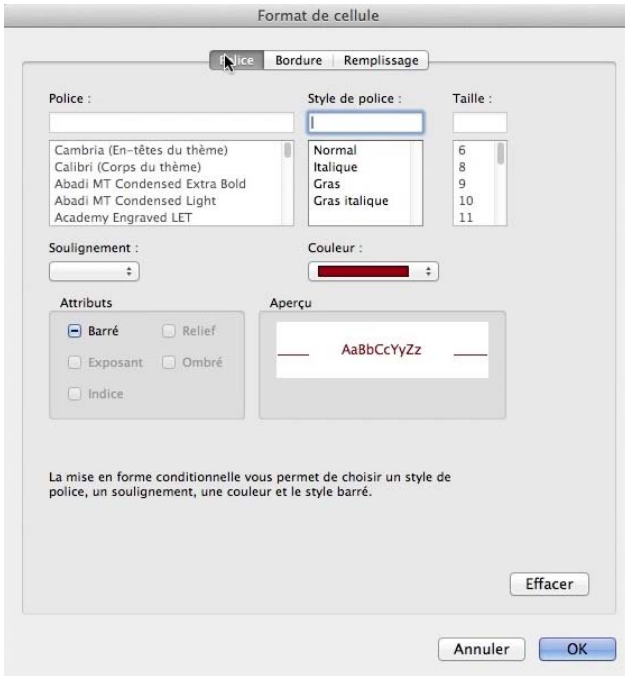 Format de cellule
Police Bordure Remplissage
Police : Style de police : Taille :
Cambria (En-têtes du thème) Normal 6
Calibri (Corps du thème) Italique 8
Abadi MT Condensed Extra Bold Gras 9
Abadi MT Condensed Light Gras italique 10
Academy Engraved LET 11
Soulignement : Couleur :
Attributs Aperçu
Barré Relief
AaBbCcYyZz
Exposant Ombré
Indice
La mise en forme conditionnelle vous permet de choisir un style de
police, un soulignement, une couleur et le style barré.
Effacer
Annuler OK